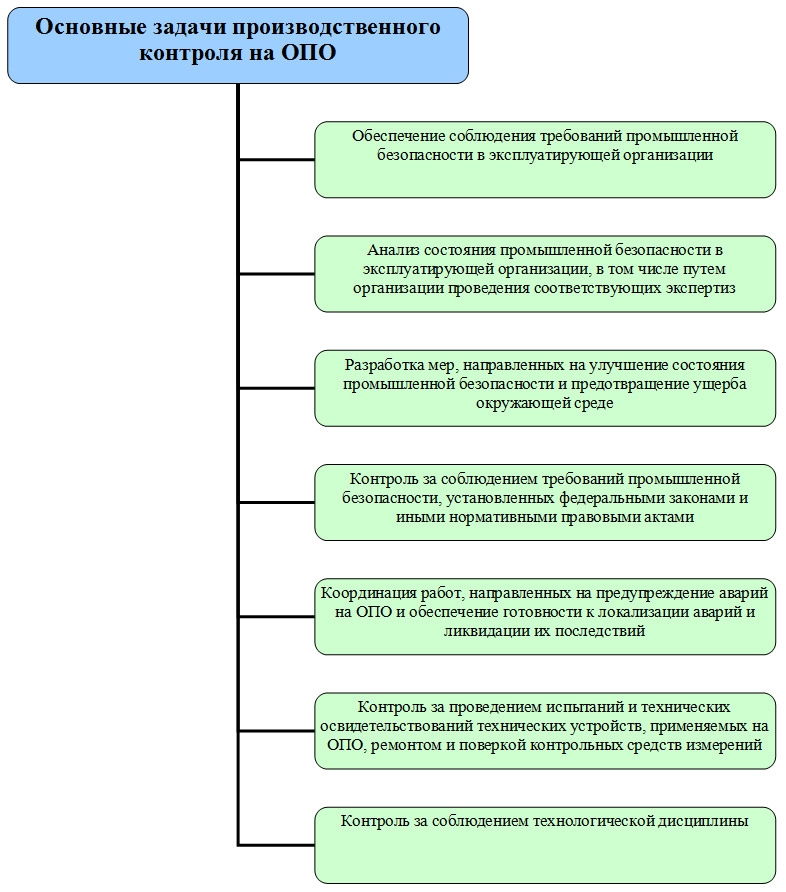 Основные задачи производственного
контроля на ОПО
Обеспечение соблюдения требований промышленной
безопасности в эксплуатирующей организации
Анализ состояния промышленной безопасности в
эксплуатирующей организации, в том числе путем
организации проведения соответствующих экспертиз
Разработка мер, направленных на улучшение состояния
промышленной безопасности и предотвращение ущерба
окружающей среде
Контроль за соблюдением требований промышленной
безопасности, установленных федеральными законами и
иными нормативными правовыми актами
Координация работ, направленных на предупреждение аварий
на ОПО и обеспечение готовности к локализации аварий и
ликвидации их последствий
Контроль за проведением испытаний и технических
освидетельствований технических устройств, применяемых на
ОПО, ремонтом и поверкой контрольных средств измерений
Контроль за соблюдением технологической дисциплины